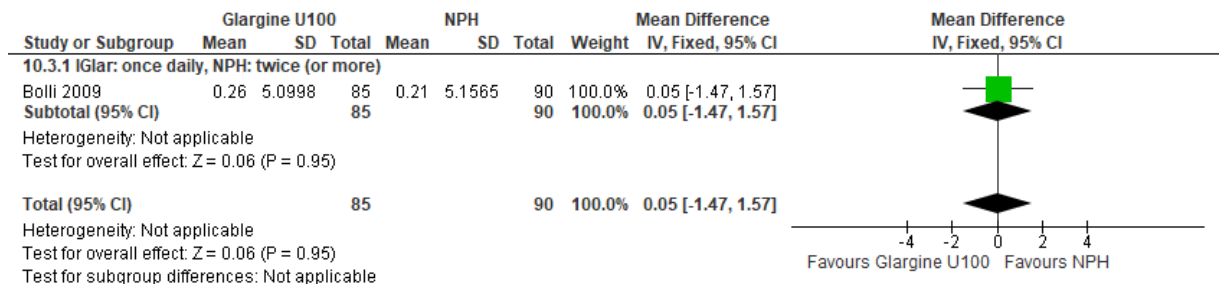 Glargine U100 NPH Mean Difference Mean Difference
Study or Subgroup Mean SD Total Mean SD Total Weight IV, Fixed, 95% CI IV, Fixed, 95% CI
10.3.1 IGlar: once daily, NPH: twice (or more)
Bolli 2009 0.26 5.0998 85 0.21 5.1565 90 100.0% 0.05 [-1.47, 1.57]
Subtotal (95% CI) 85 90 100.0% 0.05 [-1.47, 1.57]
Heterogeneity: Not applicable
Test for overall effect: Z = 0.06 (P = 0.95)
Total (95% CI) 85 90 100.0% 0.05 [-1.47, 1.57]
Heterogeneity: Not applicable
Test for overall effect: Z = 0.06 (P = 0.95)
Test for subgroup differences: Not applicable
-4 -2 0 2 4
Favours Glargine U100 Favours NPH